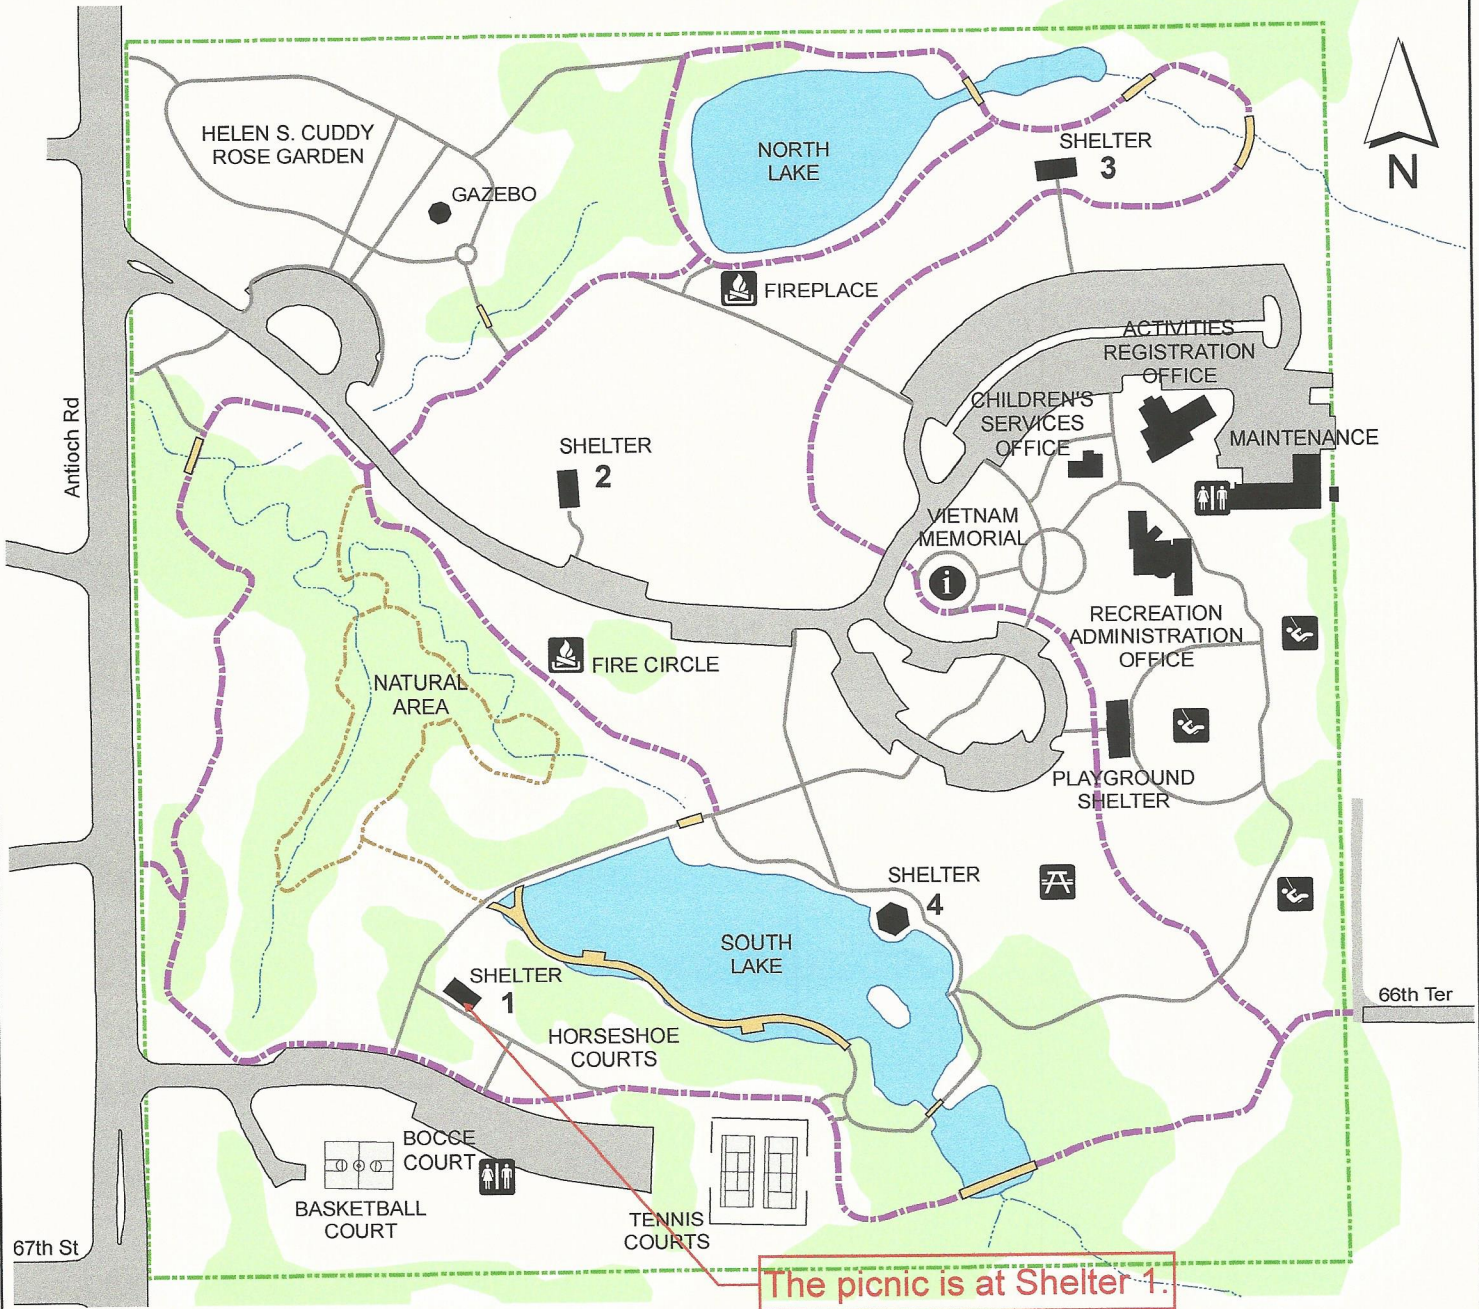 HELEN S. CUDDY
ROSE GARDEN
GAZEBO
NORTH
LAKE
SHELTER
3
N
FIREPLACE
ACTIVITIES
REGISTRATION
OFFICE
CHILDREN'S
SERVICES
OFFICE
MAINTENANCE
Antioch Rd
SHELTER
2
VIETNAM
MEMORIAL
i
RECREATION
ADMINISTRATION
OFFICE
FIRE CIRCLE
NATURAL
AREA
PLAYGROUND
SHELTER
SHELTER
4
SOUTH
LAKE
SHELTER
1
66th Ter
HORSESHOE
COURTS
BOCCE
COURT
BASKETBALL
COURT
TENNIS
COURTS
67th St
The picnic is at Shelter 1.